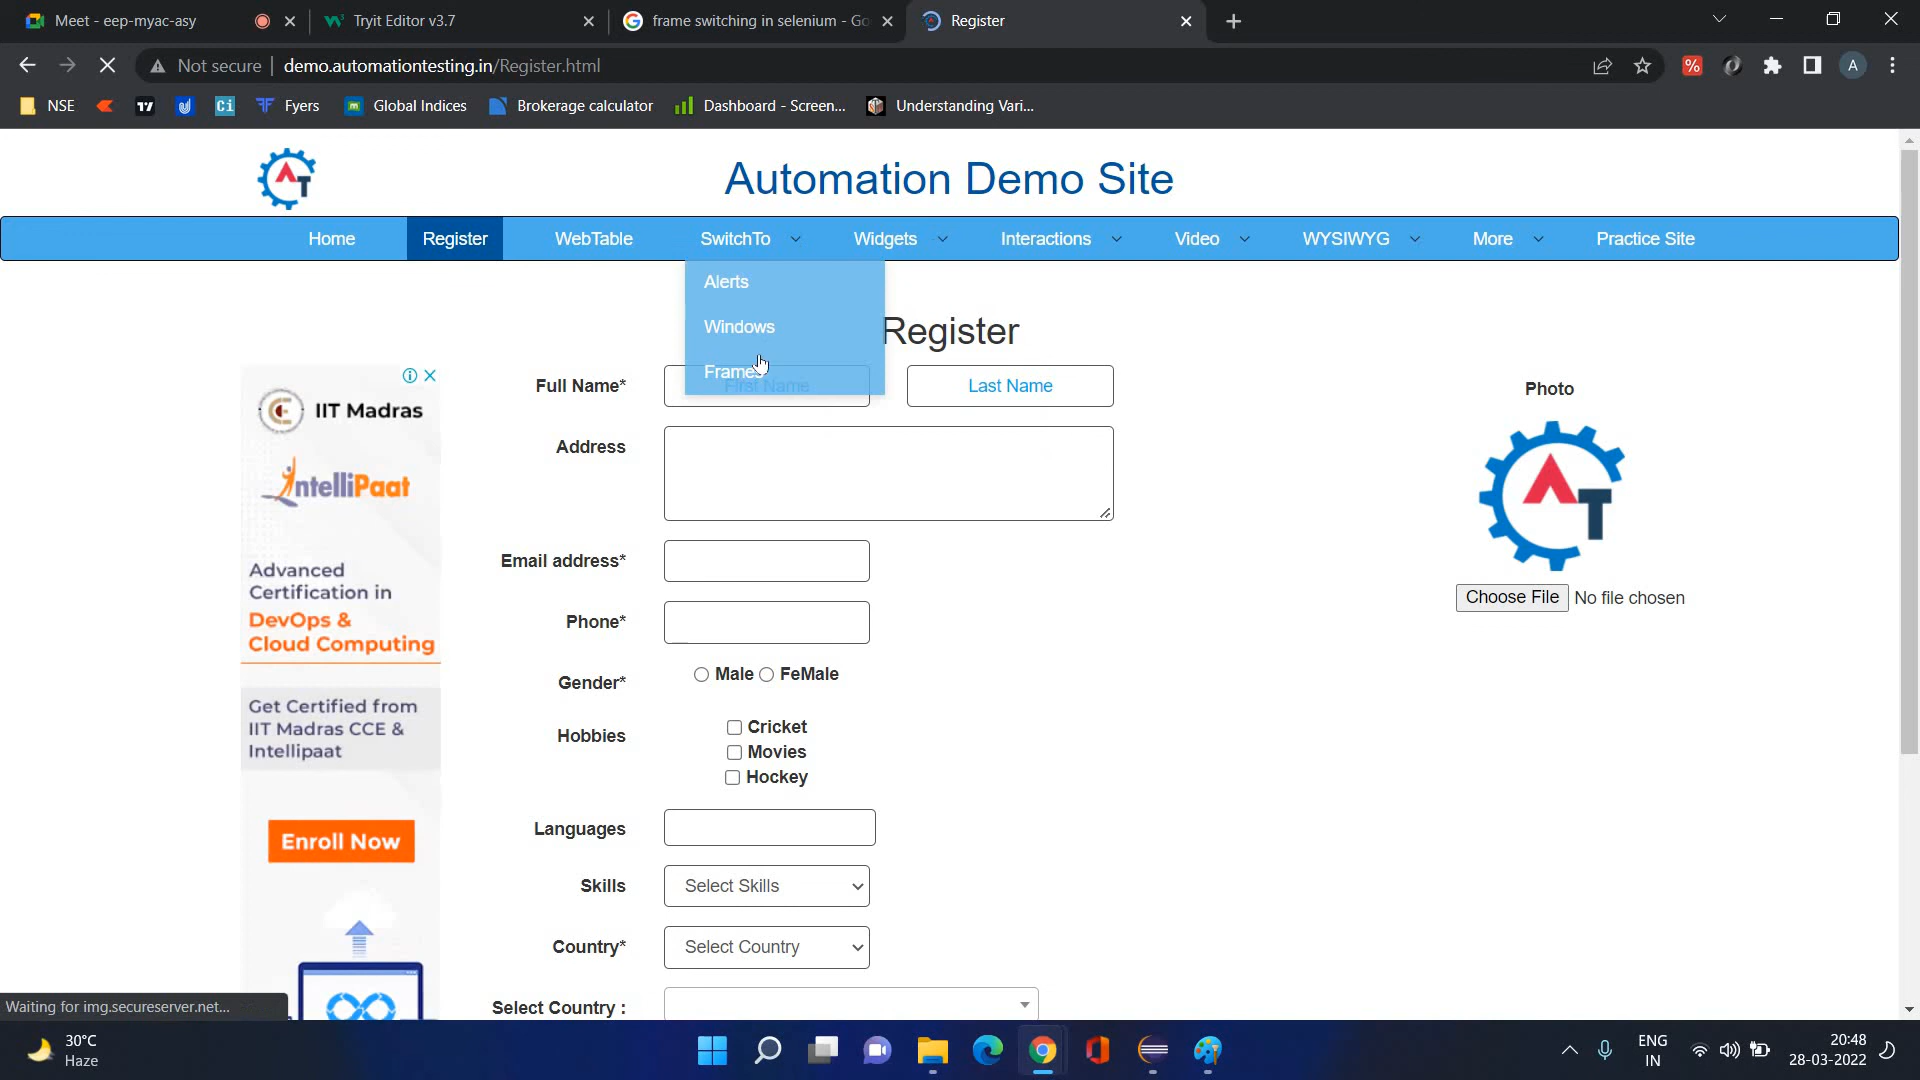 Meet - eep-myac-asy
Tryit Editor v3.7
frame switching in selenium - Go
Register
Not secure | demo.automationtesting.in/Register.html
NSE
Ci
Fyers
Global Indices
Brokerage calculator
Dashboard - Screen...
Understanding Vari...
Automation Demo Site
Home
Register
WebTable
SwitchTo
Widgets
Interactions
Video
WYSIWYG
More
Practice Site
Alerts
Windows
Frames
Register
Full Name*
First Name
Last Name
Photo
Address
IIT Madras
IntelliPaat
Advanced
Certification in
DevOps &
Cloud Computing
Get Certified from
IIT Madras CCE &
Intellipaat
Enroll Now
Email address*
Choose File No file chosen
Phone*
Gender*
Male
FeMale
Hobbies
Cricket
Movies
Hockey
Languages
Skills
Select Skills
Country*
Select Country
Select Country :
Waiting for img.secureserver.net...
30°C
Haze
ENG
IN
20:48
28-03-2022